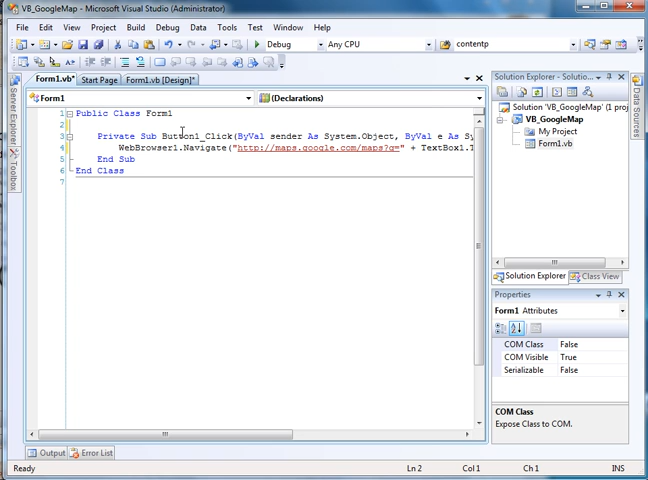 VB_GoogleMap - Microsoft Visual Studio (Administrator)
File Edit View Project Build Debug Data Tools Test Window Help
Debug Any CPU contentp
Form1.vb* Start Page Form1.vb [Design]*
Form1 (Declarations)
1 Public Class Form1
2
3 Private Sub Button1_Click(ByVal sender As System.Object, ByVal e As Sy
4 WebBrowser1.Navigate("http://maps.google.com/maps?q=" + TextBox1.T
5 End Sub
6 End Class
7
Server Explorer
Toolbox
Solution Explorer - Solutio...
Solution 'VB_GoogleMap' (1 proj
VB_GoogleMap
My Project
Form1.vb
Solution Explorer Class View
Data Sources
Properties
Form1 Attributes
COM Class False
COM Visible True
Serializable False
COM Class
Expose Class to COM.
Output Error List
Ready Ln 2 Col 1 Ch 1 INS